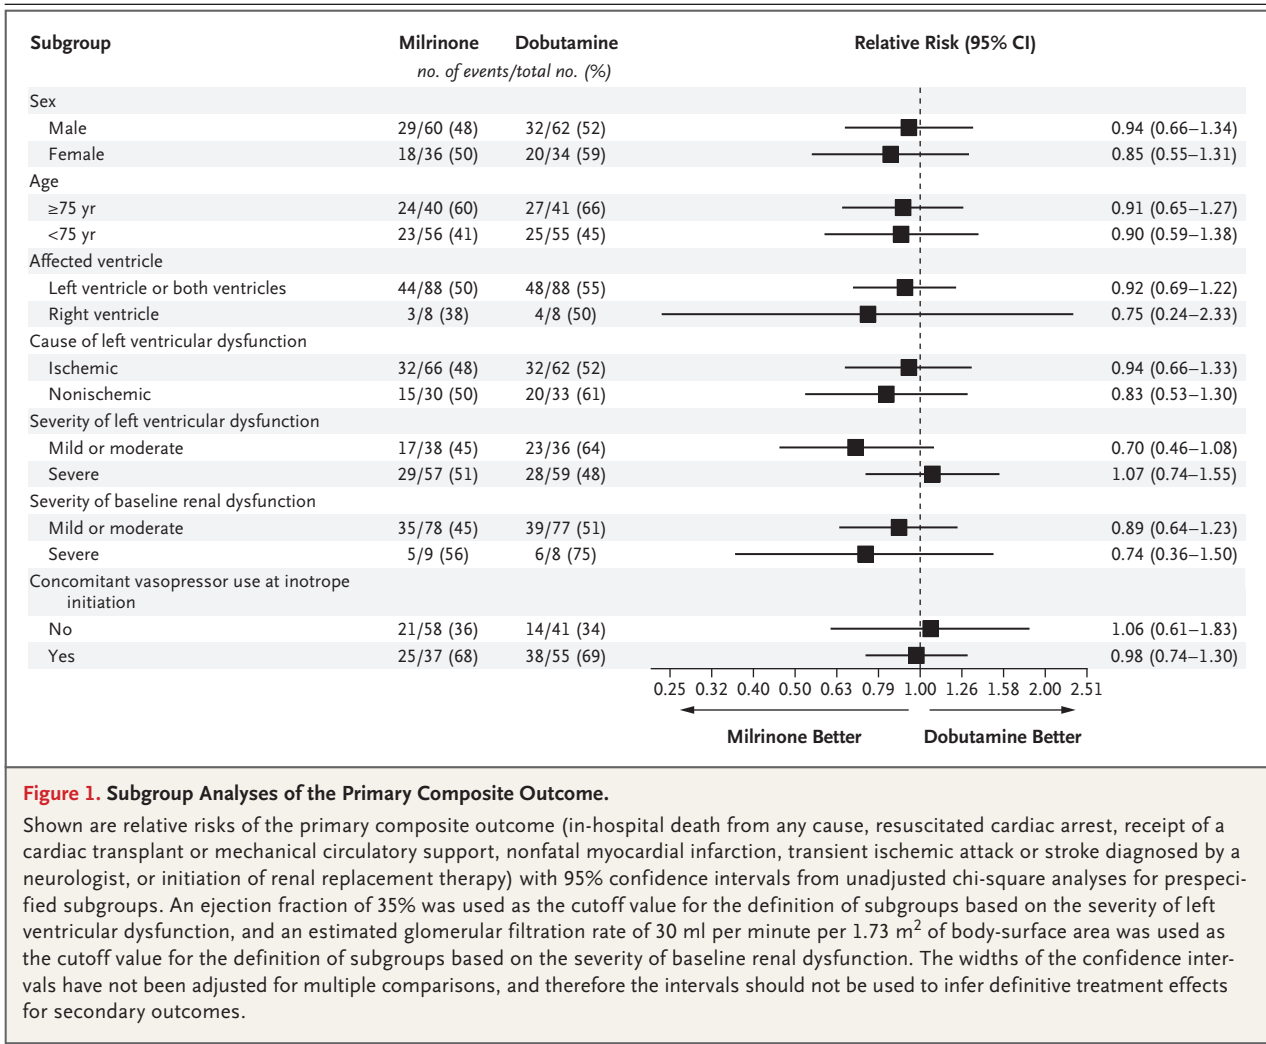 Subgroup Milrinone Dobutamine Relative Risk (95% CI)
no. of events/total no. (%)
Sex
Male 29/60 (48) 32/62 (52) 0.94 (0.66–1.34)
Female 18/36 (50) 20/34 (59) 0.85 (0.55–1.31)
Age
≥75 yr 24/40 (60) 27/41 (66) 0.91 (0.65–1.27)
<75 yr 23/56 (41) 25/55 (45) 0.90 (0.59–1.38)
Affected ventricle
Left ventricle or both ventricles 44/88 (50) 48/88 (55) 0.92 (0.69–1.22)
Right ventricle 3/8 (38) 4/8 (50) 0.75 (0.24–2.33)
Cause of left ventricular dysfunction
Ischemic 32/66 (48) 32/62 (52) 0.94 (0.66–1.33)
Nonischemic 15/30 (50) 20/33 (61) 0.83 (0.53–1.30)
Severity of left ventricular dysfunction
Mild or moderate 17/38 (45) 23/36 (64) 0.70 (0.46–1.08)
Severe 29/57 (51) 28/59 (48) 1.07 (0.74–1.55)
Severity of baseline renal dysfunction
Mild or moderate 35/78 (45) 39/77 (51) 0.89 (0.64–1.23)
Severe 5/9 (56) 6/8 (75) 0.74 (0.36–1.50)
Concomitant vasopressor use at inotrope
initiation
No 21/58 (36) 14/41 (34) 1.06 (0.61–1.83)
Yes 25/37 (68) 38/55 (69) 0.98 (0.74–1.30)
0.25 0.32 0.40 0.50 0.63 0.79 1.00 1.26 1.58 2.00 2.51
Milrinone Better Dobutamine Better
Figure 1. Subgroup Analyses of the Primary Composite Outcome.
Shown are relative risks of the primary composite outcome (in-hospital death from any cause, resuscitated cardiac arrest, receipt of a
cardiac transplant or mechanical circulatory support, nonfatal myocardial infarction, transient ischemic attack or stroke diagnosed by a
neurologist, or initiation of renal replacement therapy) with 95% confidence intervals from unadjusted chi-square analyses for prespeci-
fied subgroups. An ejection fraction of 35% was used as the cutoff value for the definition of subgroups based on the severity of left
ventricular dysfunction, and an estimated glomerular filtration rate of 30 ml per minute per 1.73 m² of body-surface area was used as
the cutoff value for the definition of subgroups based on the severity of baseline renal dysfunction. The widths of the confidence inter-
vals have not been adjusted for multiple comparisons, and therefore the intervals should not be used to infer definitive treatment effects
for secondary outcomes.